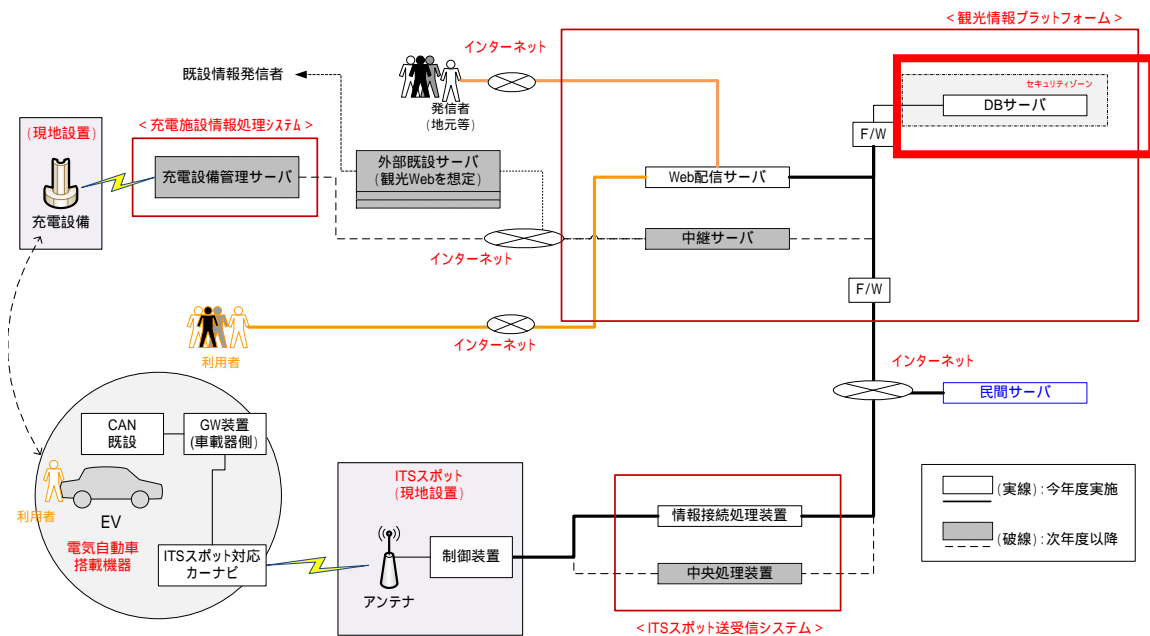 <観光情報プラットフォーム>
インターネット
既設情報発信者
発信者
(地元等)
セキュリティゾーン
DBサーバ
F/W
<充電施設情報処理システム>
(現地設置)
充電設備
充電設備管理サーバ
外部既設サーバ
(観光Webを想定)
Web配信サーバ
中継サーバ
インターネット
F/W
利用者
インターネット
インターネット
民間サーバ
CAN
既設
GW装置
(車載器側)
利用者
EV
電気自動車
搭載機器
ITSスポット対応
カーナビ
ITSスポット
(現地設置)
アンテナ
制御装置
情報接続処理装置
中央処理装置
<ITSスポット送受信システム>
(実線):今年度実施
(破線):次年度以降